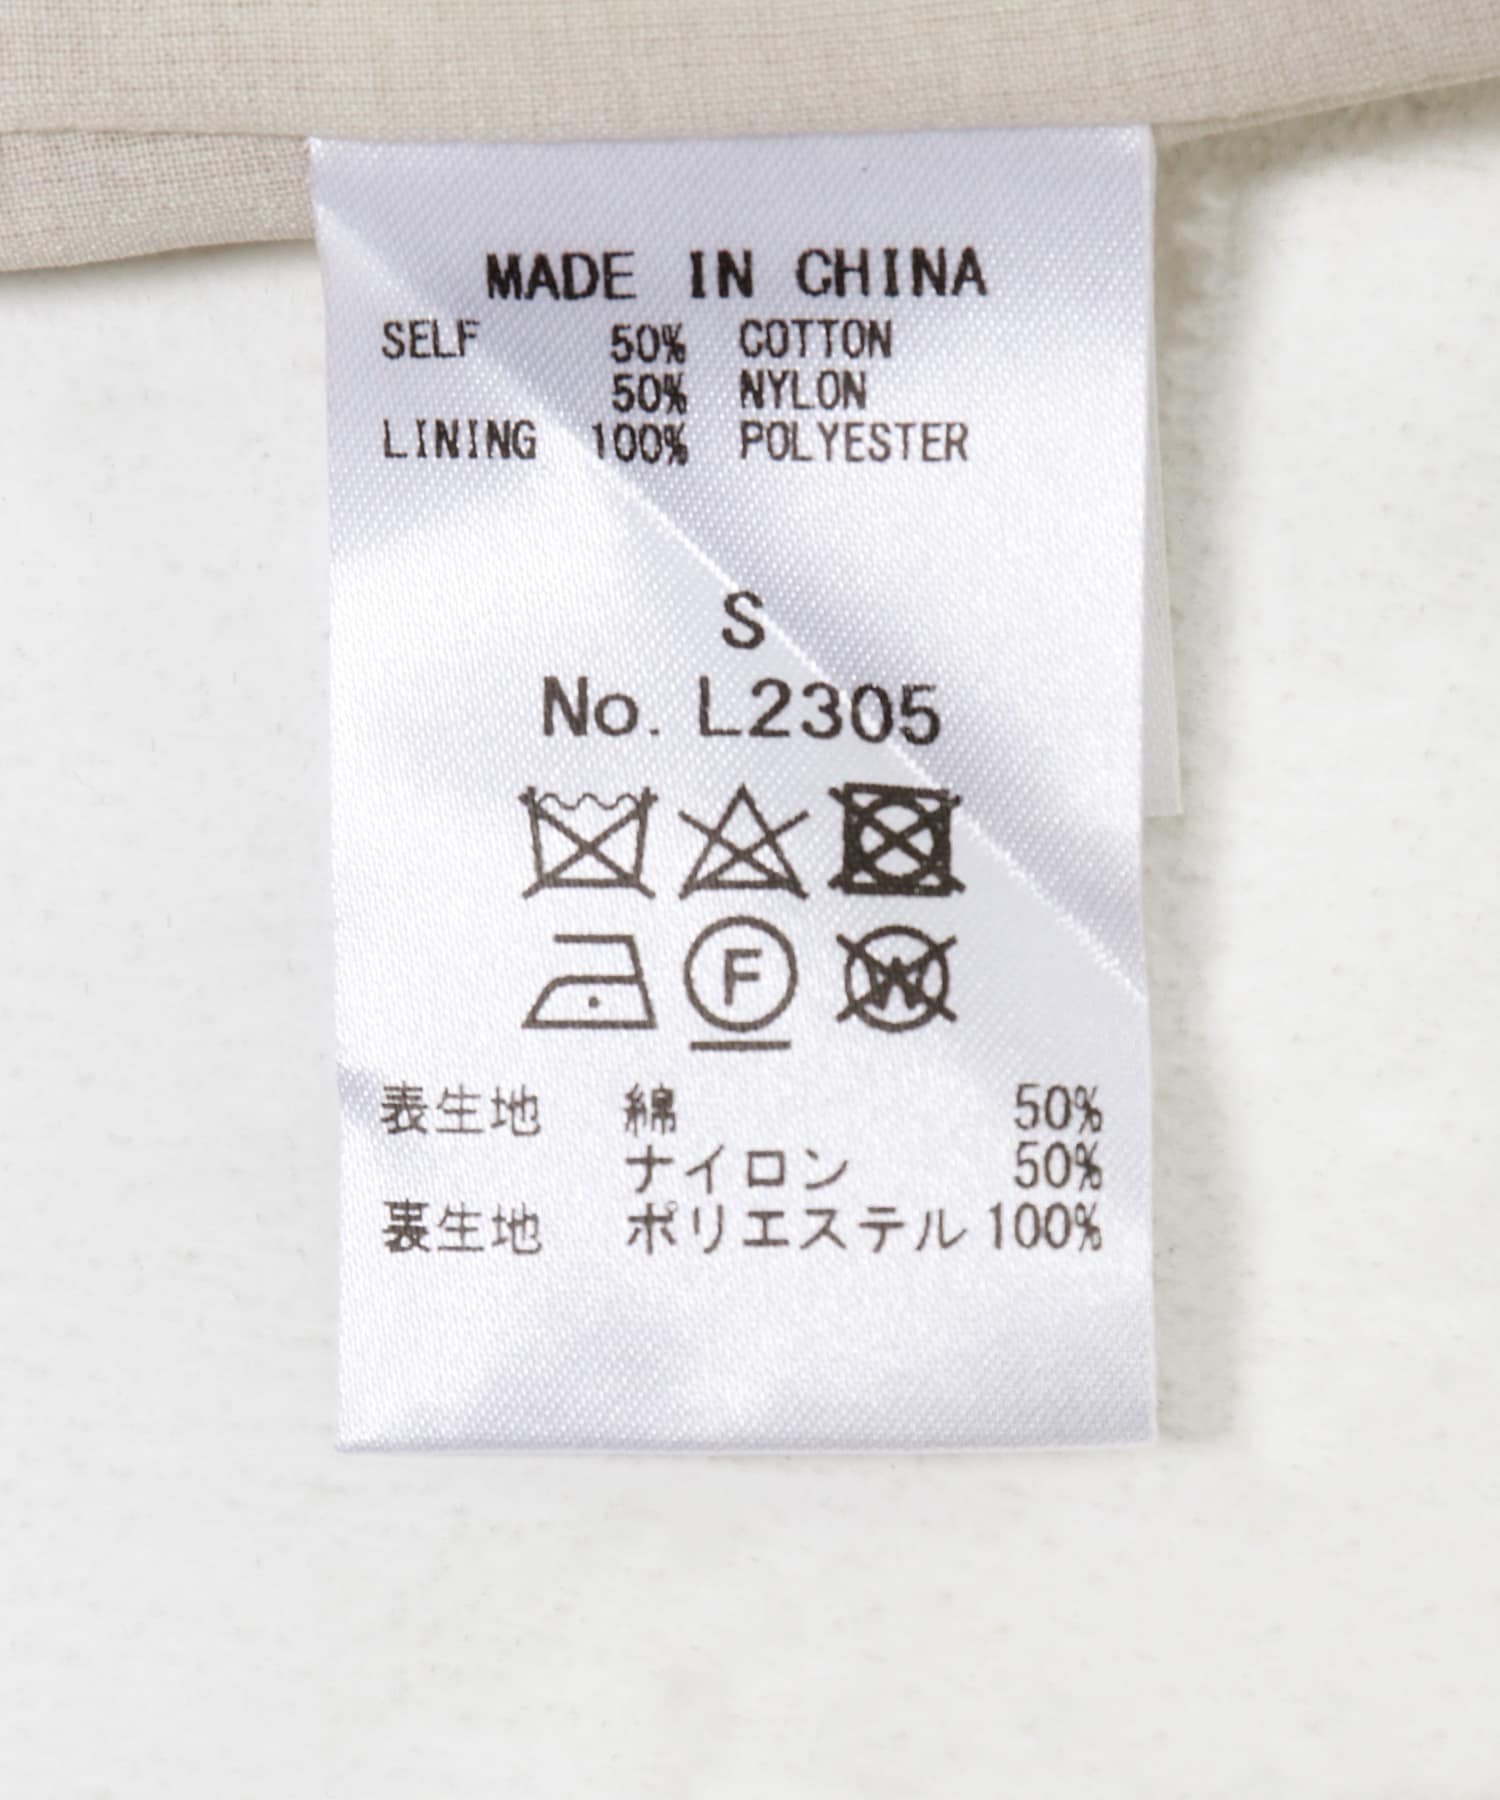 MADE IN CHINA
SELF 50% COTTON
50% NYLON
LINING 100% POLYESTER
S
No. L2305
F
W
表生地 綿 50%
ナイロン 50%
裏生地 ポリエステル 100%